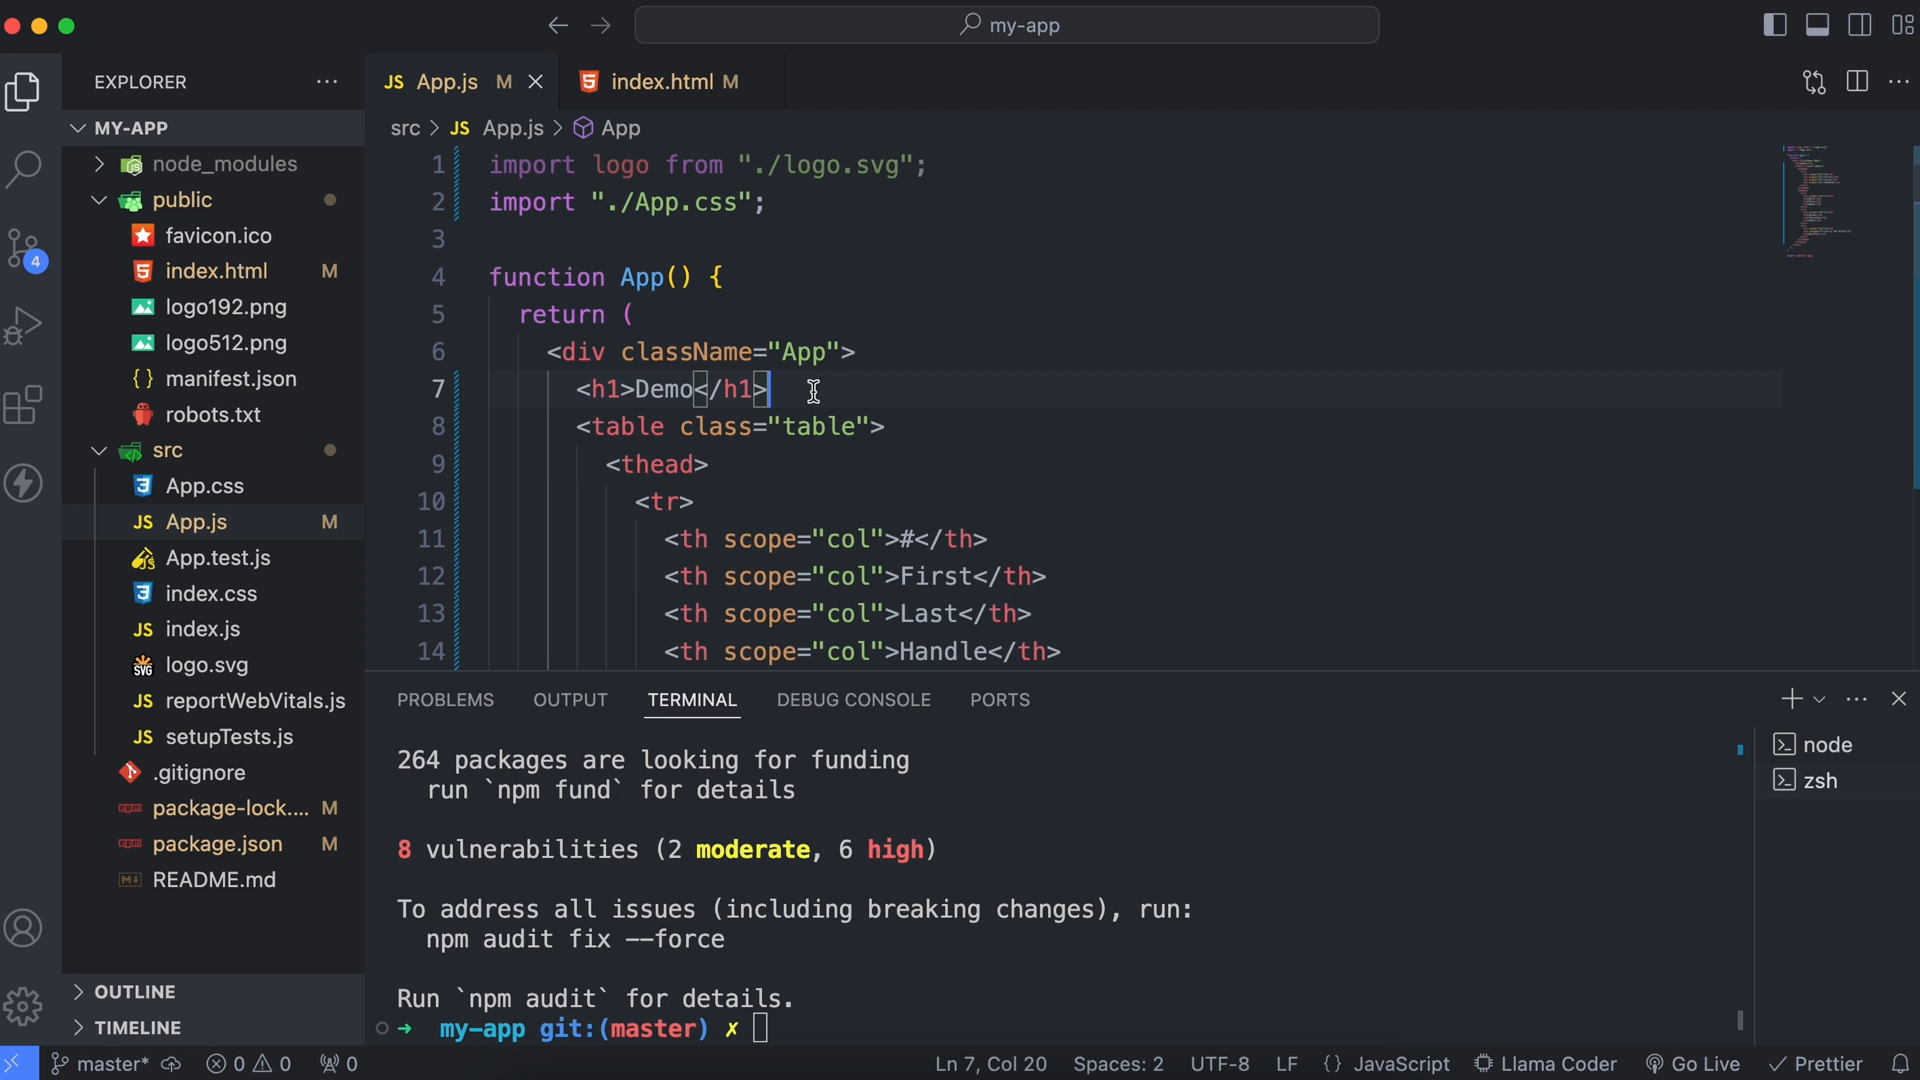 my-app
EXPLORER
MY-APP
node_modules
public
favicon.ico
index.html M
logo192.png
logo512.png
manifest.json
robots.txt
src
App.css
App.js M
App.test.js
index.css
index.js
logo.svg
reportWebVitals.js
setupTests.js
.gitignore
package-lock.... M
package.json M
README.md
OUTLINE
TIMELINE
4
JS App.js M
index.html M
src > JS App.js > App
1 import logo from "./logo.svg";
2 import "./App.css";
3
4 function App() {
5 return (
6 <div className="App">
7 <h1>Demo</h1>
8 <table class="table">
9 <thead>
10 <tr>
11 <th scope="col">#</th>
12 <th scope="col">First</th>
13 <th scope="col">Last</th>
14 <th scope="col">Handle</th>
PROBLEMS OUTPUT TERMINAL DEBUG CONSOLE PORTS
264 packages are looking for funding
run `npm fund` for details
8 vulnerabilities (2 moderate, 6 high)
To address all issues (including breaking changes), run:
npm audit fix --force
Run `npm audit` for details.
→ my-app git:(master) ✗
node
zsh
master* 0 0 0 Ln 7, Col 20 Spaces: 2 UTF-8 LF {} JavaScript Llama Coder Go Live Prettier